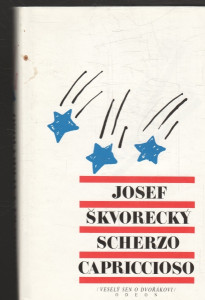 JOSEF
ŠKVORECKÝ
SCHERZO
CAPRICCIOSO
/VESELÝ SEN O DVOŘÁKOVI/
ODEON